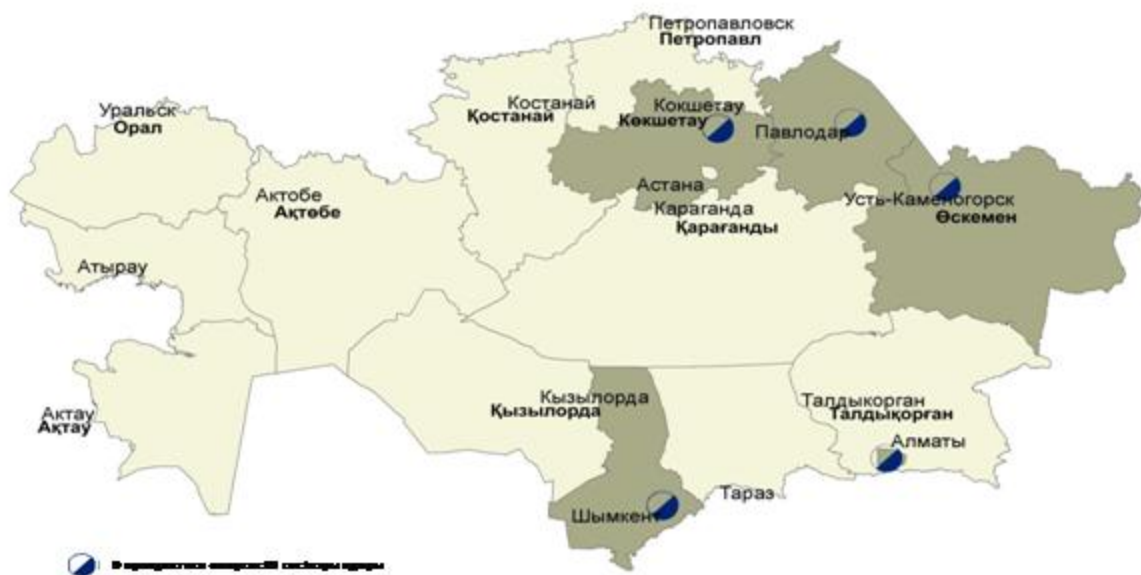 Петропавловск
Петропавл
Костанай
Қостанай
Кокшетау
Көкшетау
Павлодар
Уральск
Орал
Астана
Караганда
Қарағанды
Усть-Каменогорск
Өскемен
Актобе
Ақтөбе
Атырау
Актау
Ақтау
Кызылорда
Қызылорда
Талдыкорган
Талдықорған
Алматы
Тараз
Шымкент